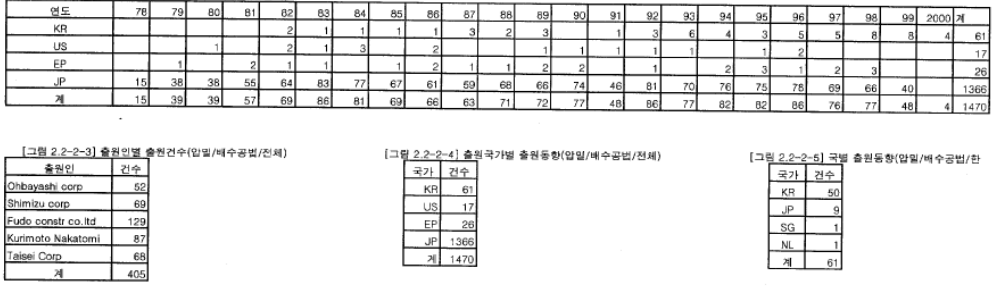 연도 78 79 80 81 82 83 84 85 86 87 88 89 90 91 92 93 94 95 96 97 98 99 2000 계
KR 2 1 1 1 1 3 2 3 1 3 6 4 3 5 5 8 8 4 61
US 1 2 1 3 2 1 1 1 1 1 1 2 17
EP 1 2 1 1 1 2 1 1 2 2 1 2 3 1 2 3 26
JP 15 38 38 55 64 83 77 67 61 59 68 66 74 46 81 70 76 75 78 69 66 40 1366
계 15 39 39 57 69 86 81 69 66 63 71 72 77 48 86 77 82 82 86 76 77 48 4 1470
[그림 2.2-2-3] 출원인별 출원건수(압밀/배수공법/전체)
출원인 건수
Ohbayashi corp 52
Shimizu corp 69
Fudo constr co.ltd 129
Kurimoto Nakatomi 87
Taisei Corp 68
계 405
[그림 2.2-2-4] 출원국가별 출원동향(압밀/배수공법/전체)
국가 건수
KR 61
US 17
EP 26
JP 1366
계 1470
[그림 2.2-2-5] 국별 출원동향(압밀/배수공법/한
국가 건수
KR 50
JP 9
SG 1
NL 1
계 61